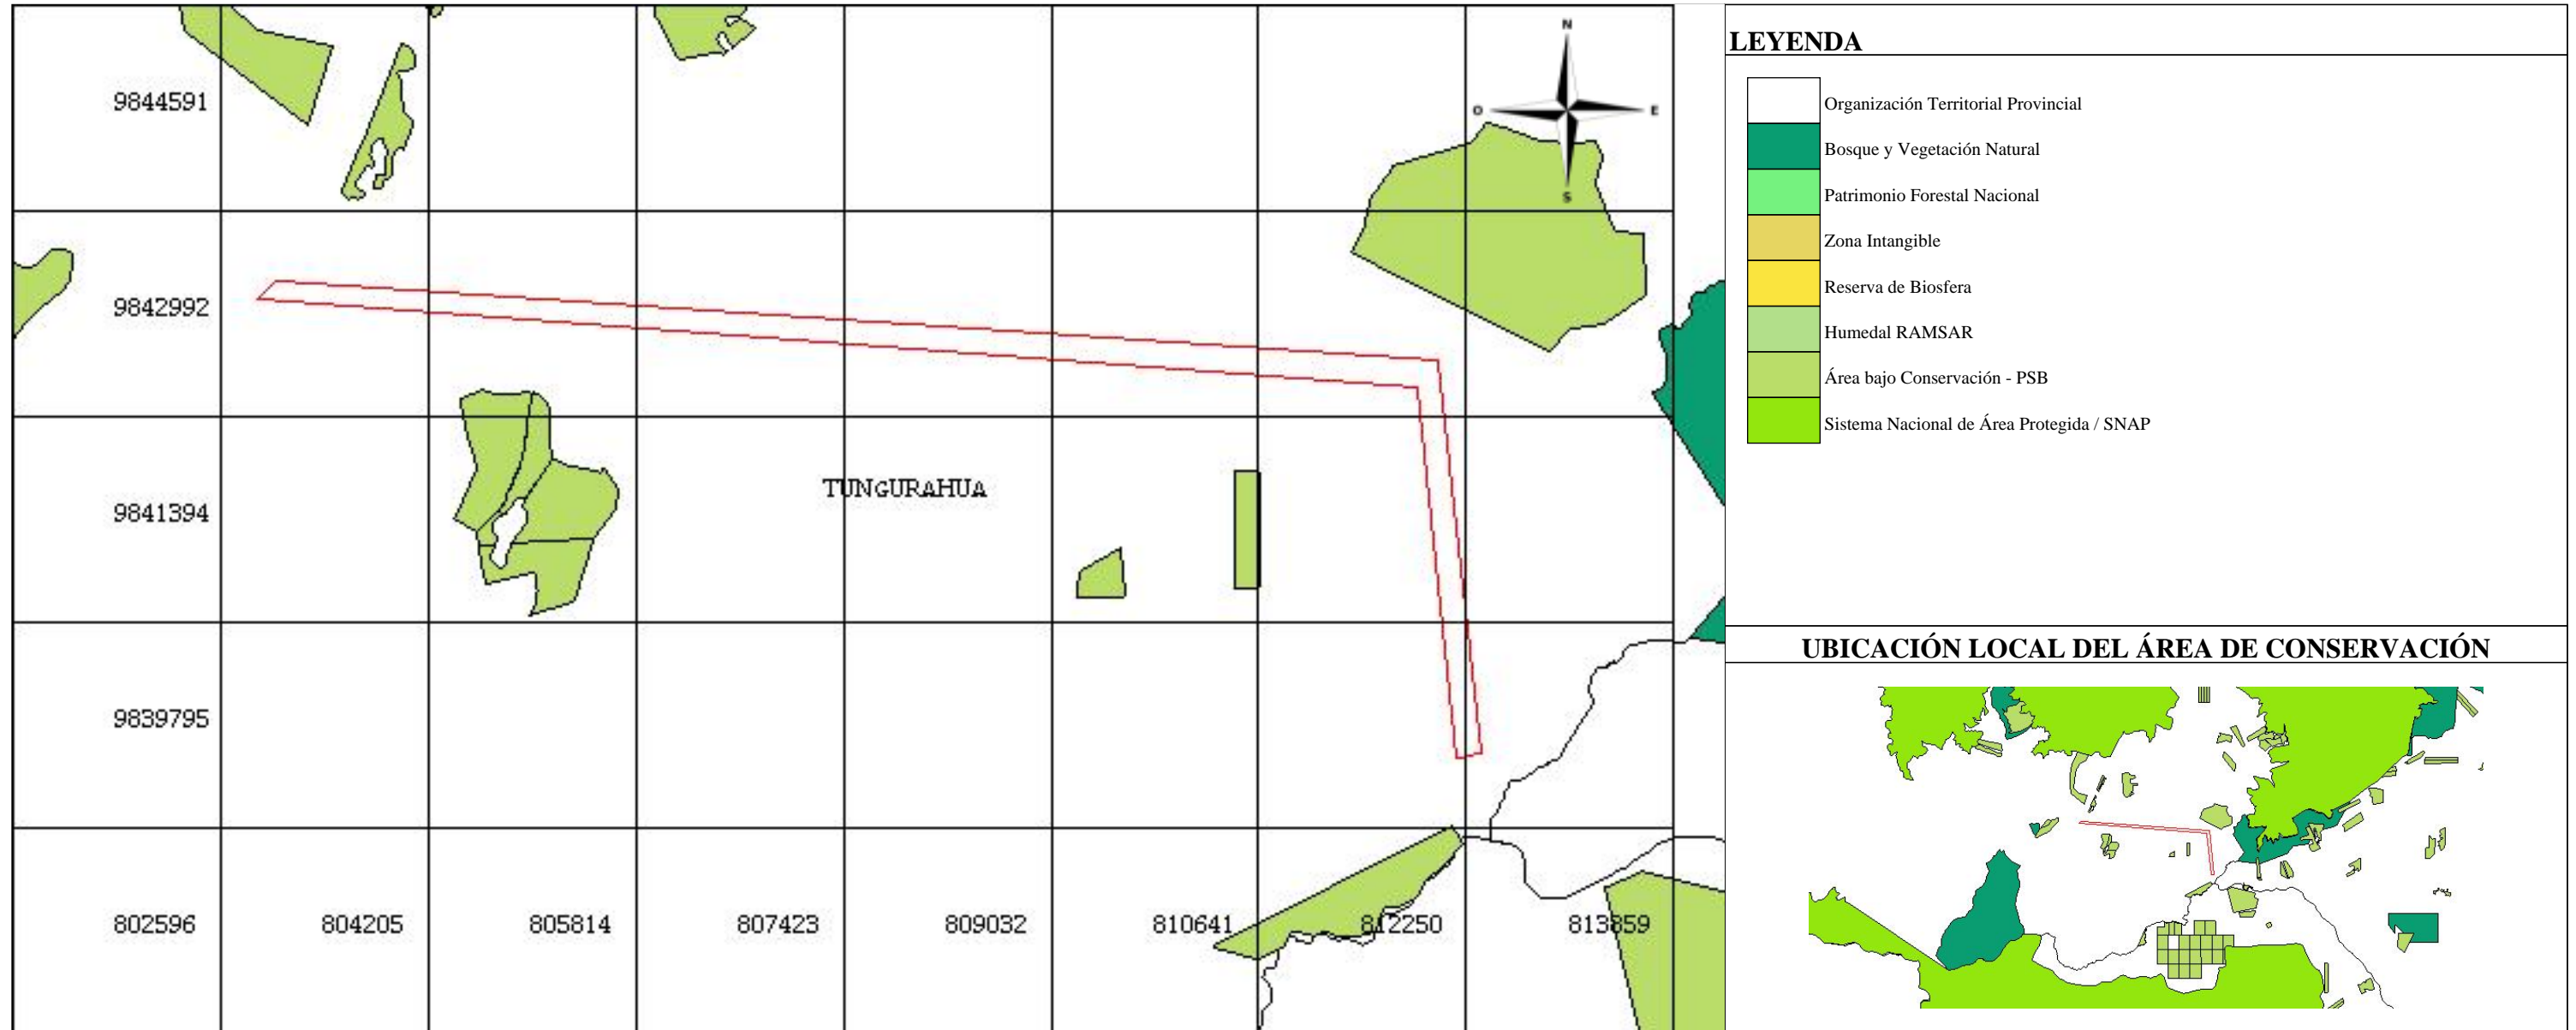 N
O
E
S
9844591
9842992
9841394
9839795
TUNGURAHUA
802596
804205
805814
807423
809032
810641
812250
813859
LEYENDA
Organización Territorial Provincial
Bosque y Vegetación Natural
Patrimonio Forestal Nacional
Zona Intangible
Reserva de Biosfera
Humedal RAMSAR
Área bajo Conservación - PSB
Sistema Nacional de Área Protegida / SNAP
UBICACIÓN LOCAL DEL ÁREA DE CONSERVACIÓN